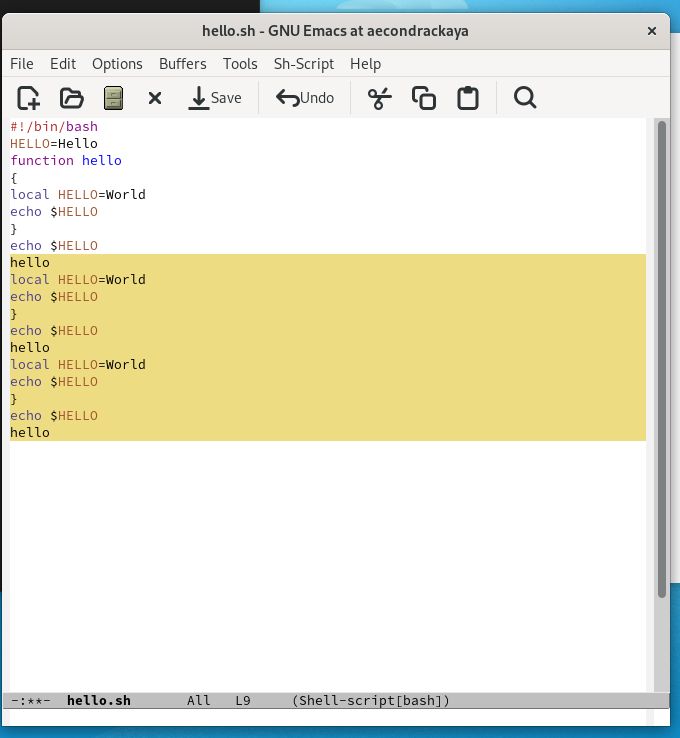 hello.sh - GNU Emacs at aecondrackaya
File Edit Options Buffers Tools Sh-Script Help
Save Undo
#!/bin/bash
HELLO=Hello
function hello
{
local HELLO=World
echo $HELLO
}
echo $HELLO
hello
local HELLO=World
echo $HELLO
}
echo $HELLO
hello
local HELLO=World
echo $HELLO
}
echo $HELLO
hello
-:**- hello.sh All L9 (Shell-script[bash])